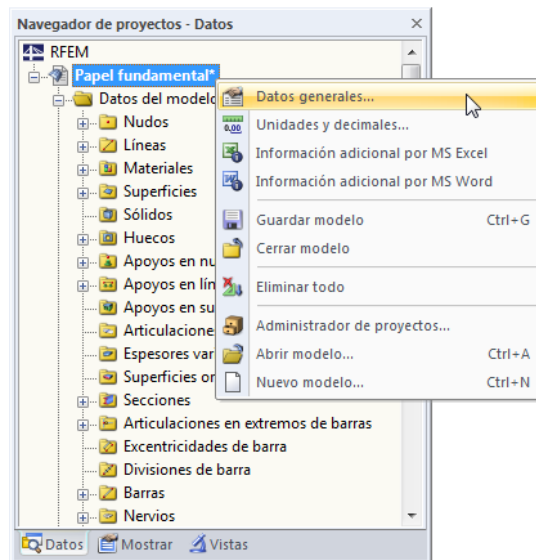 Navegador de proyectos - Datos
RFEM
Papel fundamental*
Datos del modelo
Nudos
Líneas
Materiales
Superficies
Sólidos
Huecos
Apoyos en nu
Apoyos en lín
Apoyos en su
Articulacione
Espesores var
Superficies or
Secciones
Articulaciones en extremos de barras
Excentricidades de barra
Divisiones de barra
Barras
Nervios
Datos generales...
0,00 Unidades y decimales...
Información adicional por MS Excel
Información adicional por MS Word
Guardar modelo Ctrl+G
Cerrar modelo
Eliminar todo
Administrador de proyectos...
Abrir modelo... Ctrl+A
Nuevo modelo... Ctrl+N
Datos Mostrar Vistas